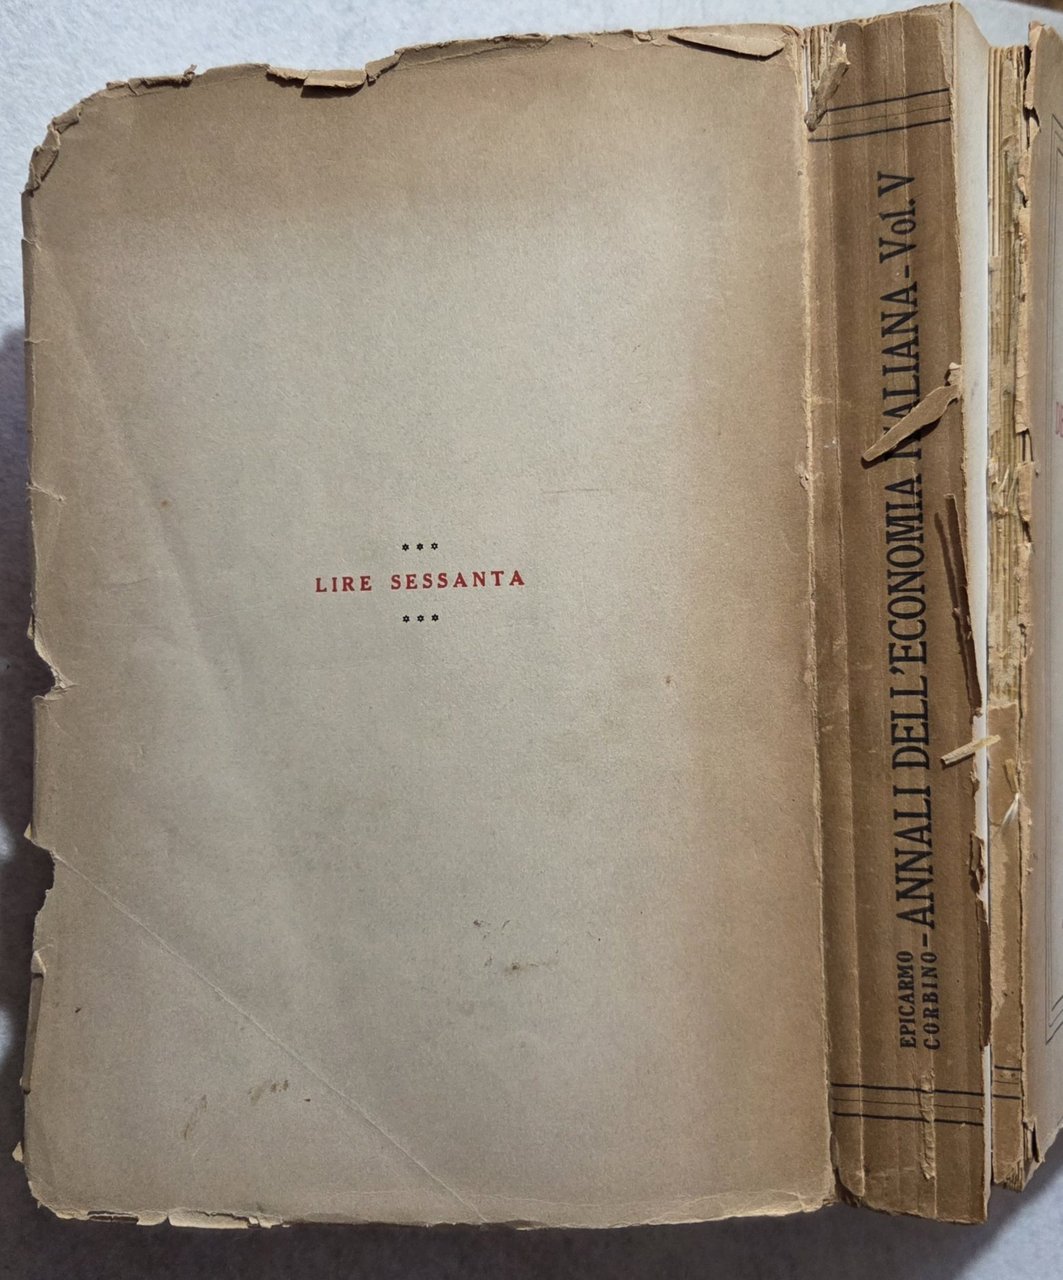 LIRE SESSANTA
EPICARMO
CORBINO - ANNALI DELL'ECONOMIA ITALIANA - Vol. V